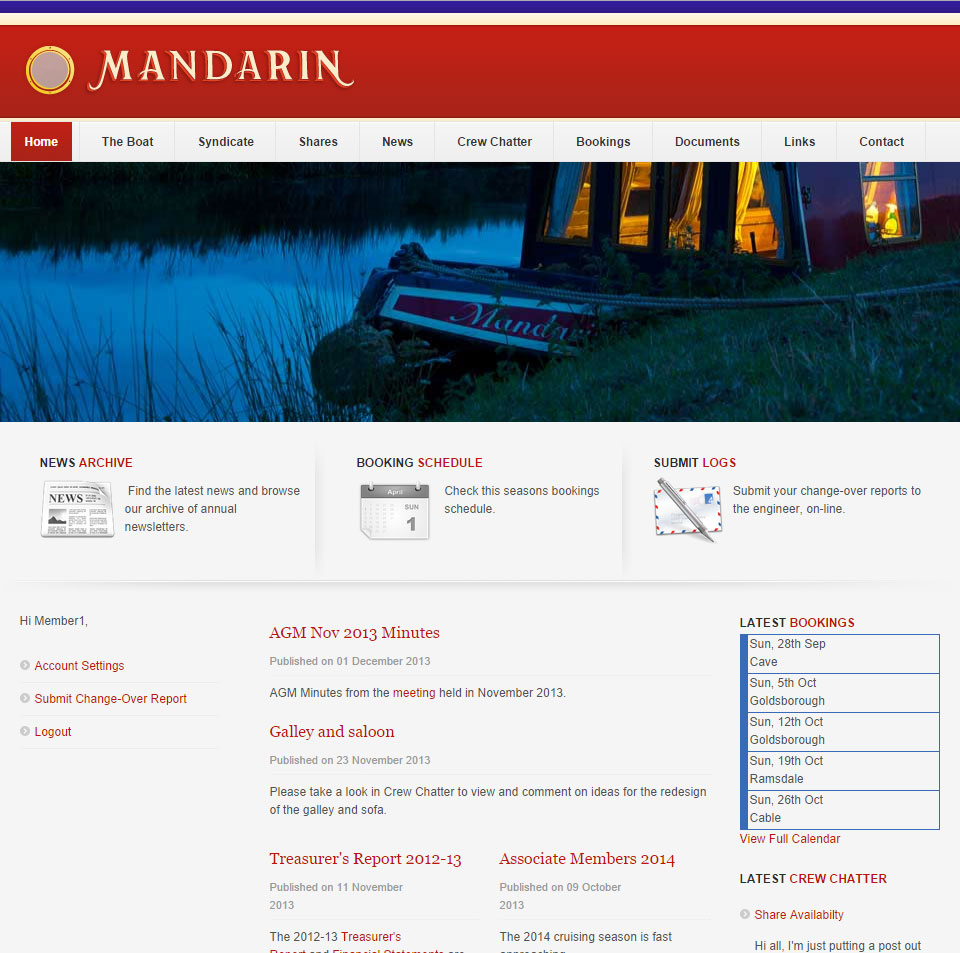 MANDARIN
Home
The Boat
Syndicate
Shares
News
Crew Chatter
Bookings
Documents
Links
Contact
Mandari
NEWS ARCHIVE
NEWS
Find the latest news and browse
our archive of annual
newsletters.
BOOKING SCHEDULE
April
SUN
1
Check this seasons bookings
schedule.
SUBMIT LOGS
Submit your change-over reports to
the engineer, on-line.
Hi Member1,
Account Settings
Submit Change-Over Report
Logout
AGM Nov 2013 Minutes
Published on 01 December 2013
AGM Minutes from the meeting held in November 2013.
Galley and saloon
Published on 23 November 2013
Please take a look in Crew Chatter to view and comment on ideas for the redesign
of the galley and sofa.
Treasurer's Report 2012-13
Published on 11 November
2013
The 2012-13 Treasurer's
Report and Financial Statements are
Associate Members 2014
Published on 09 October
2013
The 2014 cruising season is fast
approaching
LATEST BOOKINGS
Sun, 28th Sep
Cave
Sun, 5th Oct
Goldsborough
Sun, 12th Oct
Goldsborough
Sun, 19th Oct
Ramsdale
Sun, 26th Oct
Cable
View Full Calendar
LATEST CREW CHATTER
Share Availabilty
Hi all, I'm just putting a post out